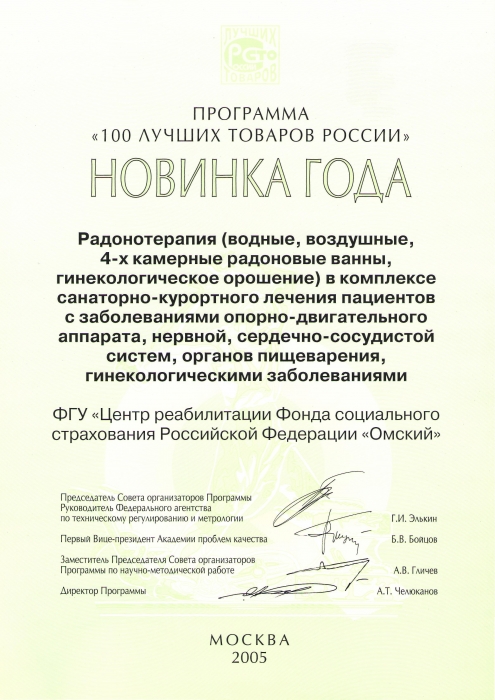 ЛУЧШИХ
РСТО
ТОВАРОВ
ПРОГРАММА
«100 ЛУЧШИХ ТОВАРОВ РОССИИ»
НОВИНКА ГОДА
Радонотерапия (водные, воздушные,
4-х камерные радоновые ванны,
гинекологическое орошение) в комплексе
санаторно-курортного лечения пациентов
с заболеваниями опорно-двигательного
аппарата, нервной, сердечно-сосудистой
систем, органов пищеварения,
гинекологическими заболеваниями
ФГУ «Центр реабилитации Фонда социального
страхования Российской Федерации «Омский»
Председатель Совета организаторов Программы
Руководитель Федерального агентства
по техническому регулированию и метрологии Г.И. Элькин
Первый Вице-президент Академии проблем качества Б.В. Бойцов
Заместитель Председателя Совета организаторов
Программы по научно-методической работе А.В. Гличев
Директор Программы А.Т. Челюканов
МОСКВА
2005